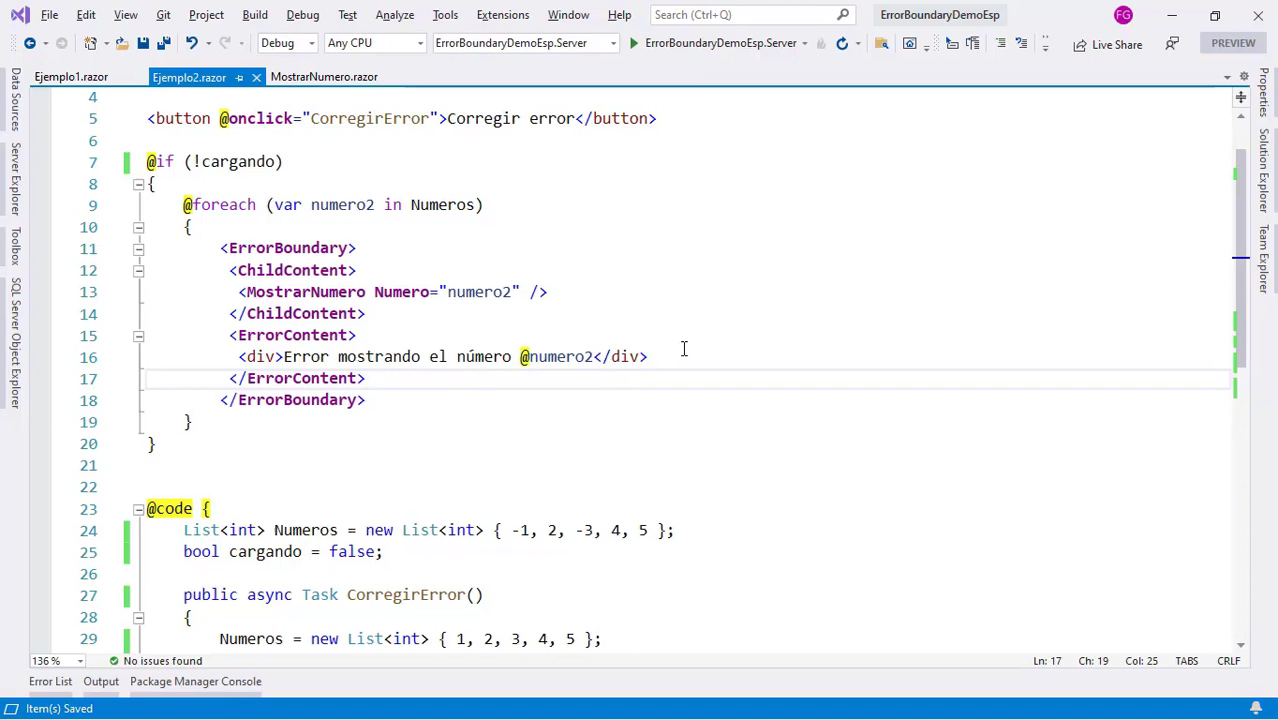 File Edit View Git Project Build Debug Test Analyze Tools Extensions Window Help Search (Ctrl+Q) ErrorBoundaryDemoEsp FG
Debug Any CPU ErrorBoundaryDemoEsp.Server ErrorBoundaryDemoEsp.Server Live Share PREVIEW
Ejemplo1.razor Ejemplo2.razor MostrarNumero.razor
Data Sources
Server Explorer
Toolbox
SQL Server Object Explorer
4
5 <button @onclick="CorregirError">Corregir error</button>
6
7 @if (!cargando)
8 {
9 @foreach (var numero2 in Numeros)
10 {
11 <ErrorBoundary>
12 <ChildContent>
13 <MostrarNumero Numero="numero2" />
14 </ChildContent>
15 <ErrorContent>
16 <div>Error mostrando el número @numero2</div>
17 </ErrorContent>
18 </ErrorBoundary>
19 }
20 }
21
22
23 @code {
24 List<int> Numeros = new List<int> { -1, 2, -3, 4, 5 };
25 bool cargando = false;
26
27 public async Task CorregirError()
28 {
29 Numeros = new List<int> { 1, 2, 3, 4, 5 };
Properties
Solution Explorer
Team Explorer
136 % No issues found Ln: 17 Ch: 19 Col: 25 TABS CRLF
Error List Output Package Manager Console
Item(s) Saved